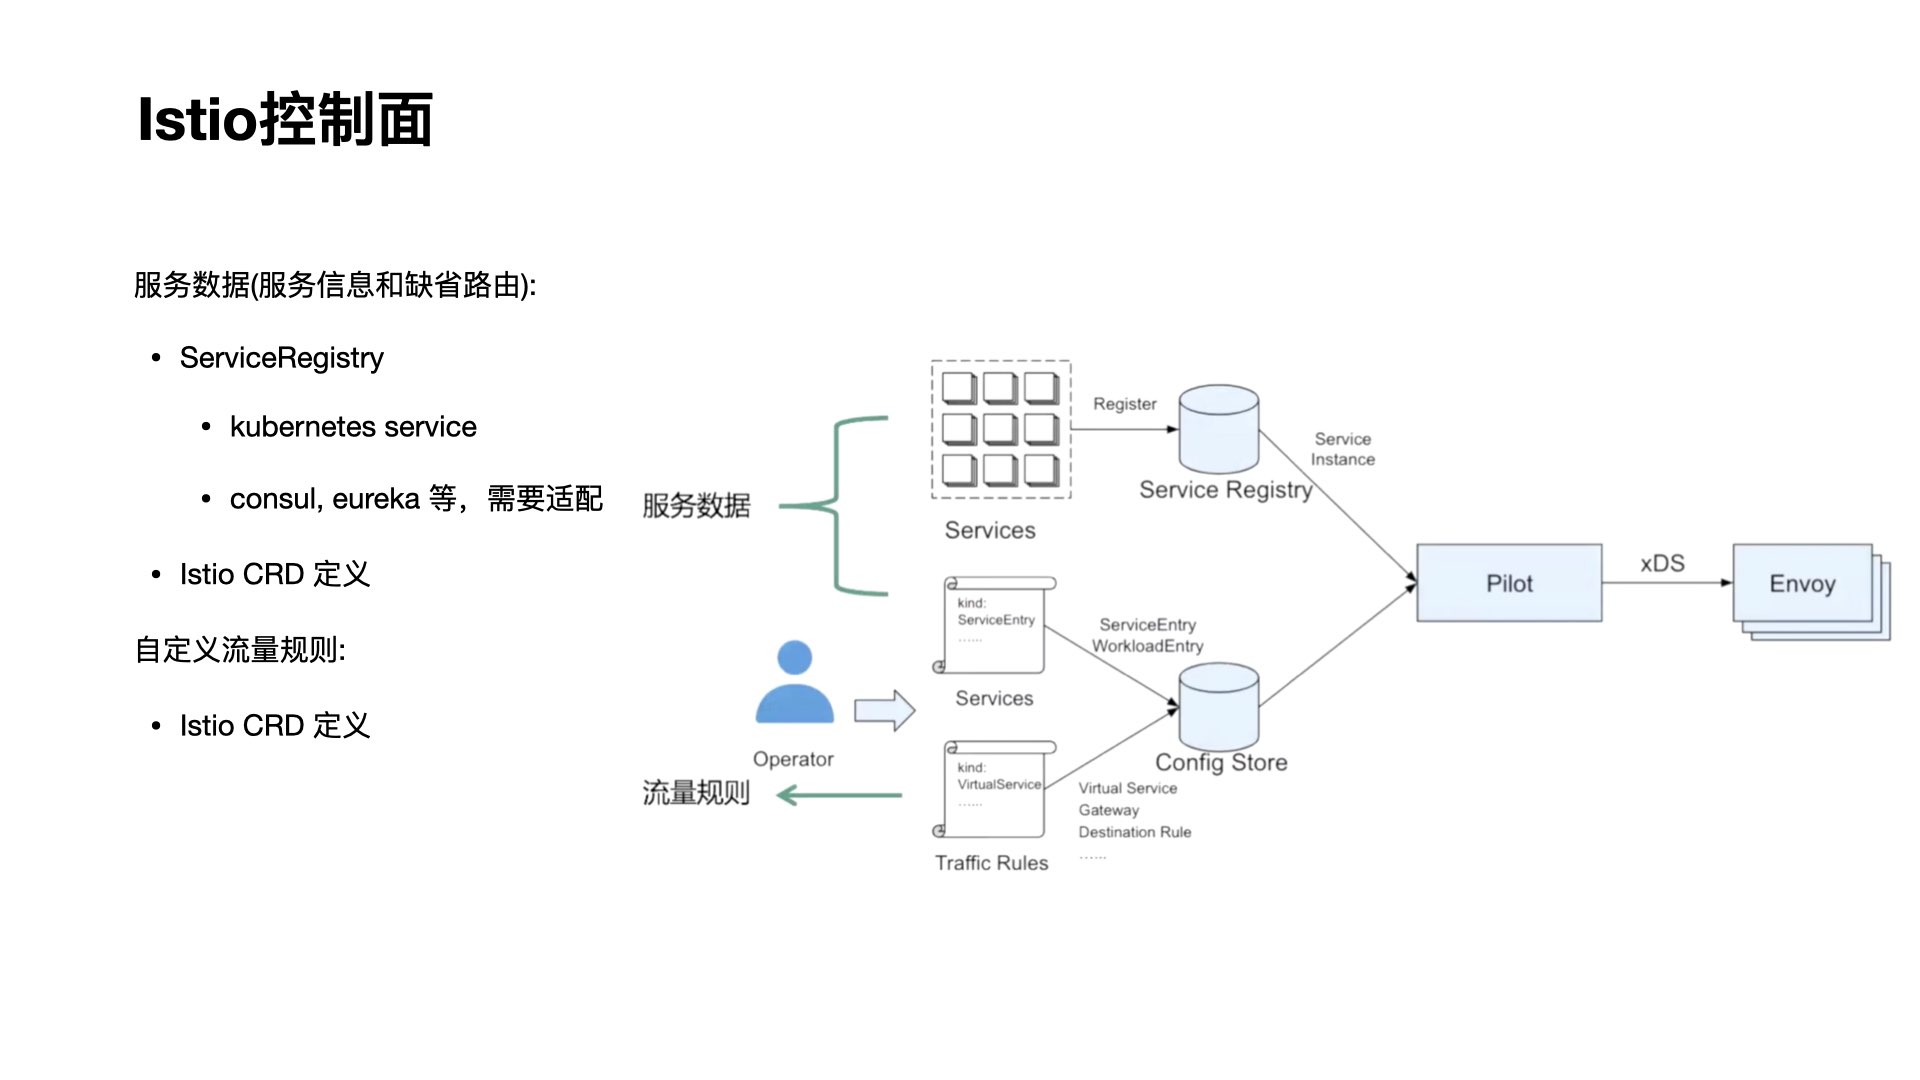 Istio控制面
服务数据(服务信息和缺省路由):
• ServiceRegistry
• kubernetes service
• consul, eureka 等，需要适配
• Istio CRD 定义
自定义流量规则:
• Istio CRD 定义
服务数据
流量规则
Operator
Services
Register
Service Registry
Service
Instance
kind:
ServiceEntry
......
Services
ServiceEntry
WorkloadEntry
Config Store
kind:
VirtualService
......
Traffic Rules
Virtual Service
Gateway
Destination Rule
......
Pilot
xDS
Envoy